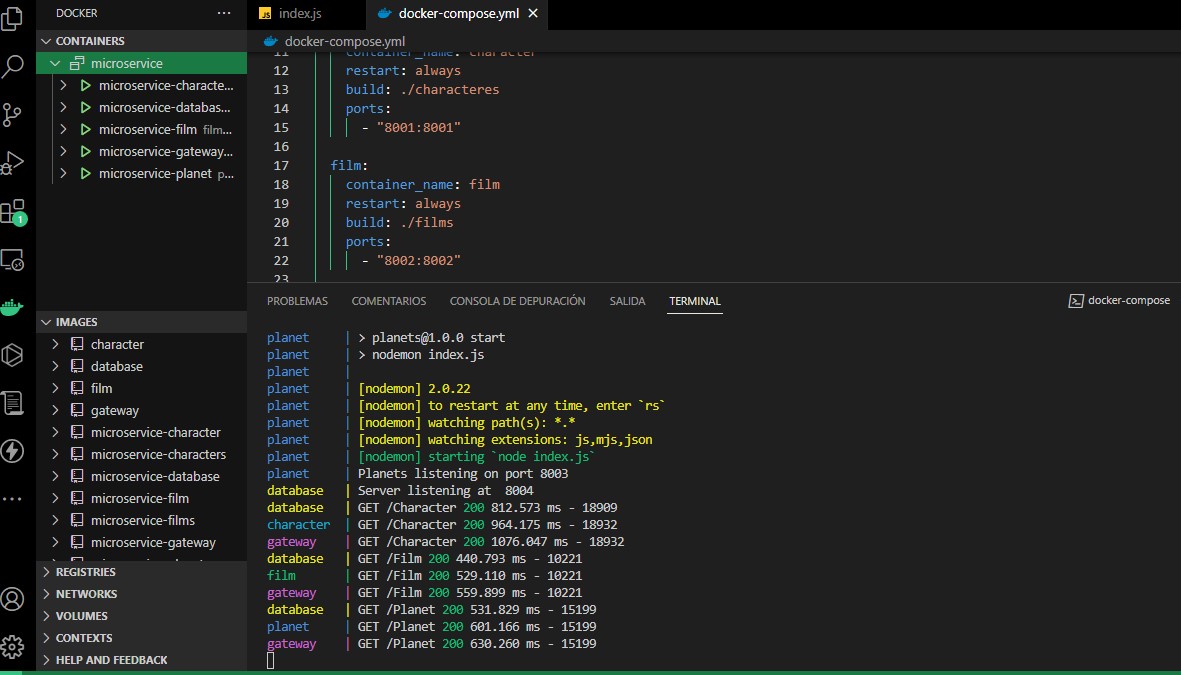 DOCKER
···
CONTAINERS
microservice
microservice-characte...
microservice-databas...
microservice-film film...
microservice-gateway...
microservice-planet p...
IMAGES
character
database
film
gateway
microservice-character
microservice-characters
microservice-database
microservice-film
microservice-films
microservice-gateway
REGISTRIES
NETWORKS
VOLUMES
CONTEXTS
HELP AND FEEDBACK
1
JS index.js
docker-compose.yml
docker-compose.yml
11 container_name: character
12 restart: always
13 build: ./characteres
14 ports:
15 - "8001:8001"
16
17 film:
18 container_name: film
19 restart: always
20 build: ./films
21 ports:
22 - "8002:8002"
23
PROBLEMAS COMENTARIOS CONSOLA DE DEPURACIÓN SALIDA TERMINAL docker-compose
planet | > planets@1.0.0 start
planet | > nodemon index.js
planet |
planet | [nodemon] 2.0.22
planet | [nodemon] to restart at any time, enter `rs`
planet | [nodemon] watching path(s): *.*
planet | [nodemon] watching extensions: js,mjs,json
planet | [nodemon] starting `node index.js`
planet | Planets listening on port 8003
database | Server listening at  8004
database | GET /Character 200 812.573 ms - 18909
character | GET /Character 200 964.175 ms - 18932
gateway | GET /Character 200 1076.047 ms - 18932
database | GET /Film 200 440.793 ms - 10221
film | GET /Film 200 529.110 ms - 10221
gateway | GET /Film 200 559.899 ms - 10221
database | GET /Planet 200 531.829 ms - 15199
planet | GET /Planet 200 601.166 ms - 15199
gateway | GET /Planet 200 630.260 ms - 15199